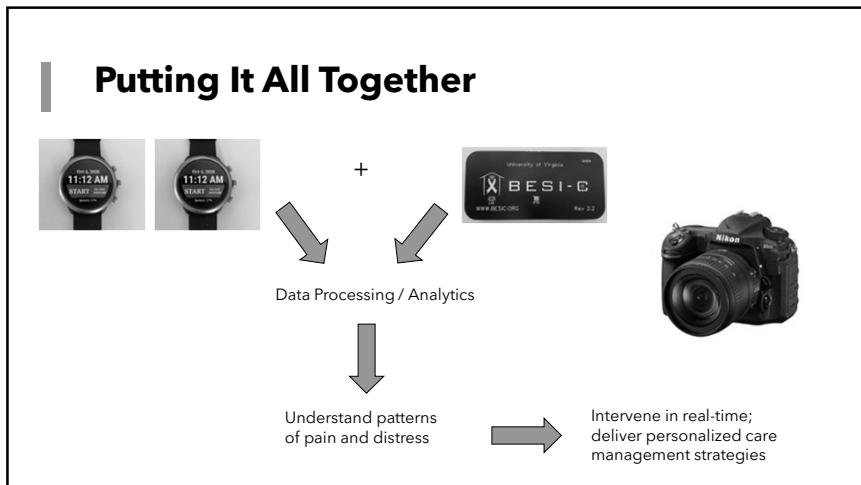 Putting It All Together
Oct 6, 2020
11:12 AM
START
Oct 6, 2020
11:12 AM
START
+
University of Virginia
BESI-C
WWW.BESIC.ORG
Rev 2.2
Nikon
Data Processing / Analytics
Understand patterns
of pain and distress
Intervene in real-time;
deliver personalized care
management strategies